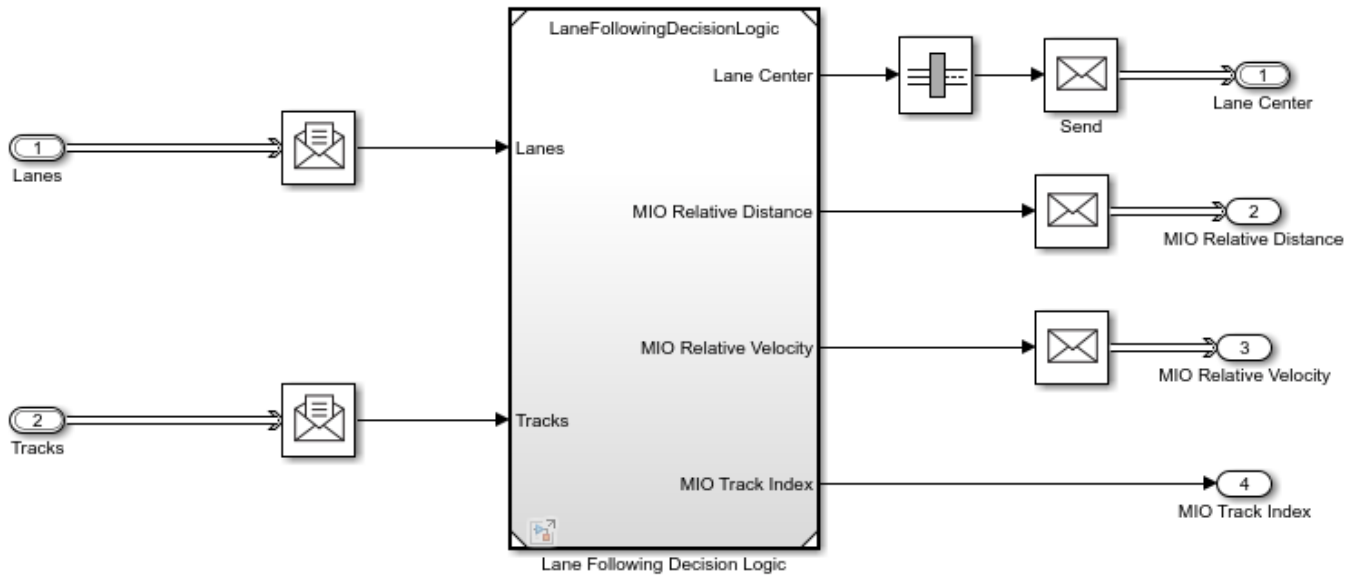 LaneFollowingDecisionLogic
Lane Center
1
Lane Center
Send
1
Lanes
Lanes
MIO Relative Distance
2
MIO Relative Distance
MIO Relative Velocity
3
MIO Relative Velocity
2
Tracks
Tracks
MIO Track Index
4
MIO Track Index
Lane Following Decision Logic